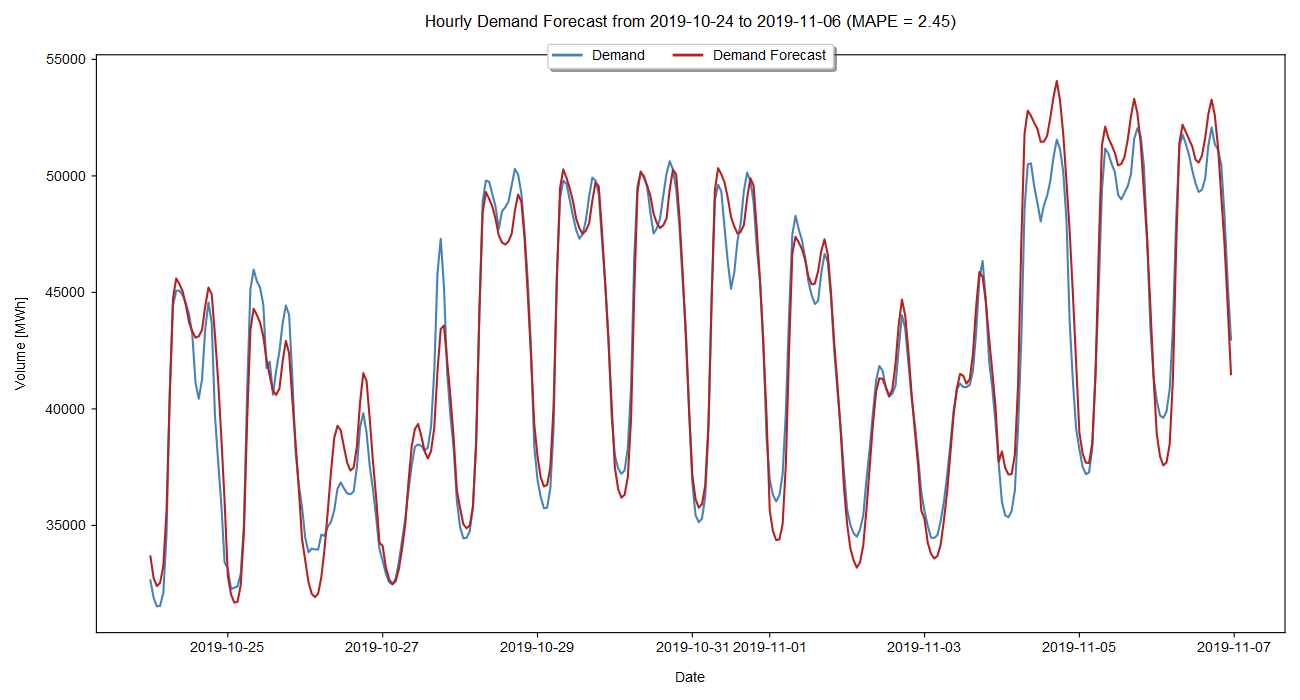 Hourly Demand Forecast from 2019-10-24 to 2019-11-06 (MAPE = 2.45)
Demand Demand Forecast
55000
50000
45000
40000
35000
Volume [MWh]
2019-10-25 2019-10-27 2019-10-29 2019-10-31 2019-11-01 2019-11-03 2019-11-05 2019-11-07
Date